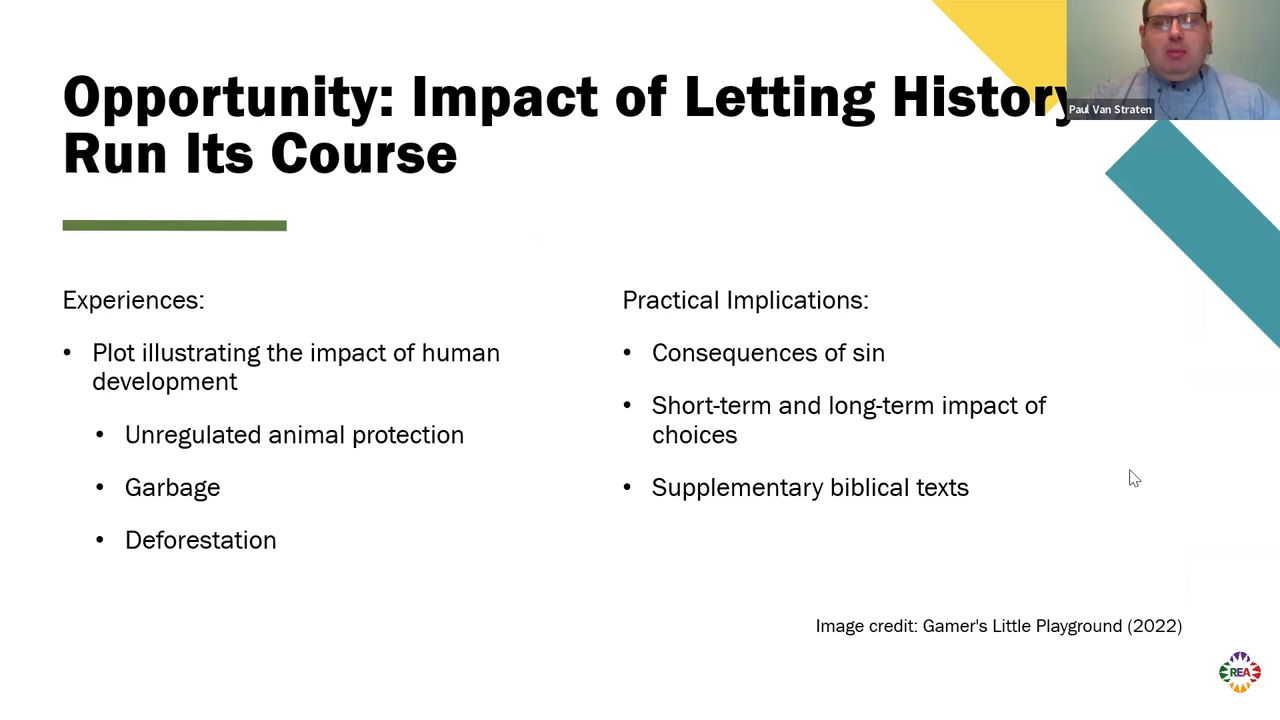 Opportunity: Impact of Letting History
Run Its Course
Paul Van Straten
Experiences:
• Plot illustrating the impact of human
development
• Unregulated animal protection
• Garbage
• Deforestation
Practical Implications:
• Consequences of sin
• Short-term and long-term impact of
choices
• Supplementary biblical texts
Image credit: Gamer's Little Playground (2022)
REA